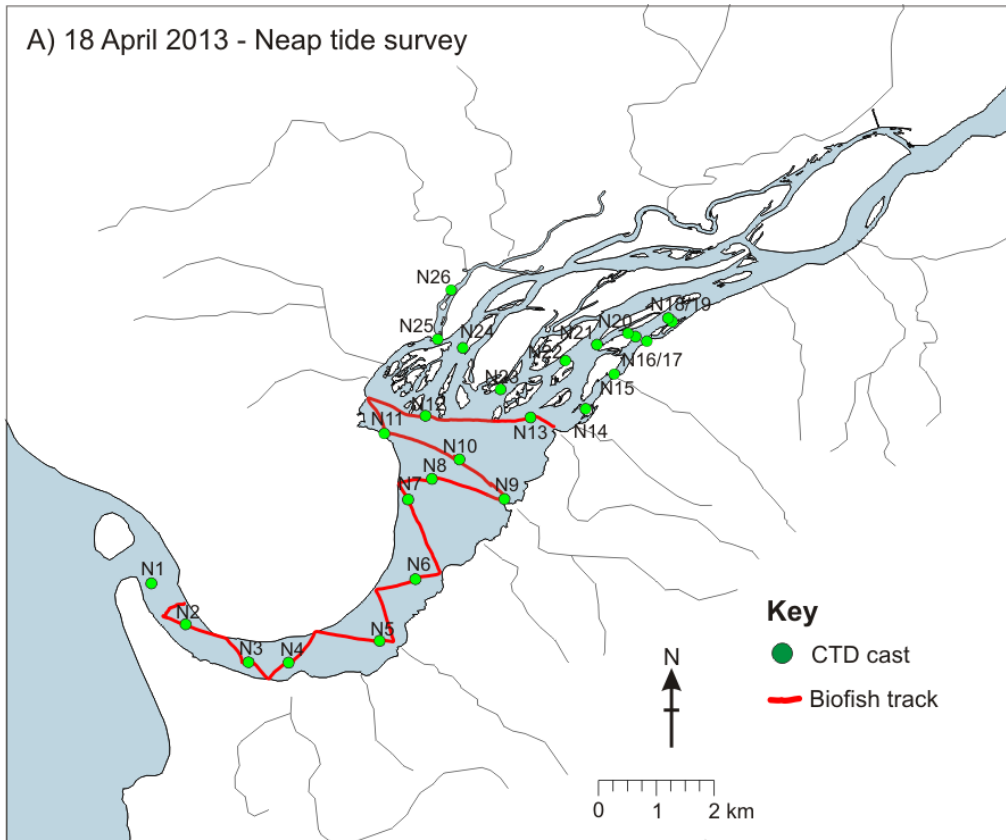 A) 18 April 2013 - Neap tide survey
N26
N18/19
N25
N24
N21
N20
N22
N16/17
N23
N15
N12
N11
N13
N14
N10
N8
N7
N9
N1
N6
N2
N5
N3
N4
Key
CTD cast
N
Biofish track
0 1 2 km